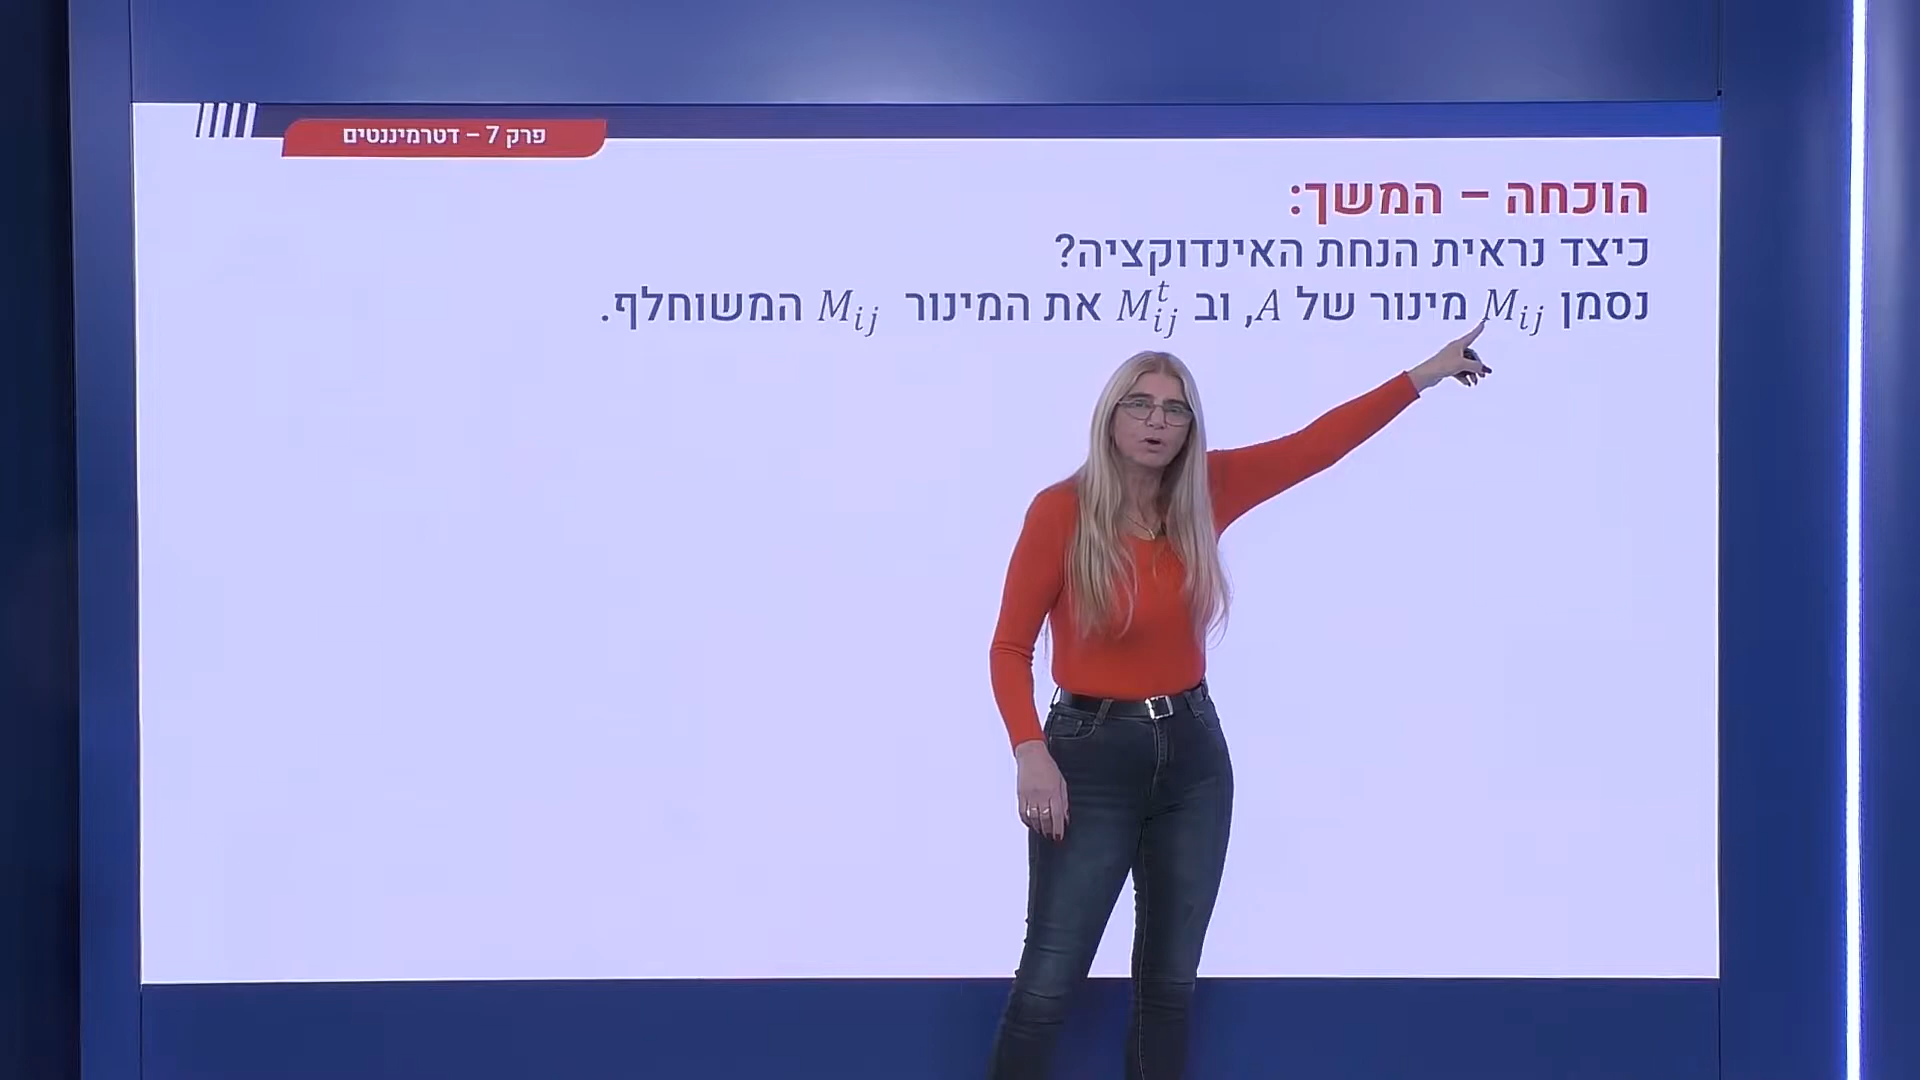 פרק 7 – דטרמיננטים
הוכחה – המשך:
כיצד נראית הנחת האינדוקציה?
נסמן $M_{ij}$ מינור של $A$, וב $M_{ij}^{t}$ את המינור $M_{ij}$ המשוחלף.